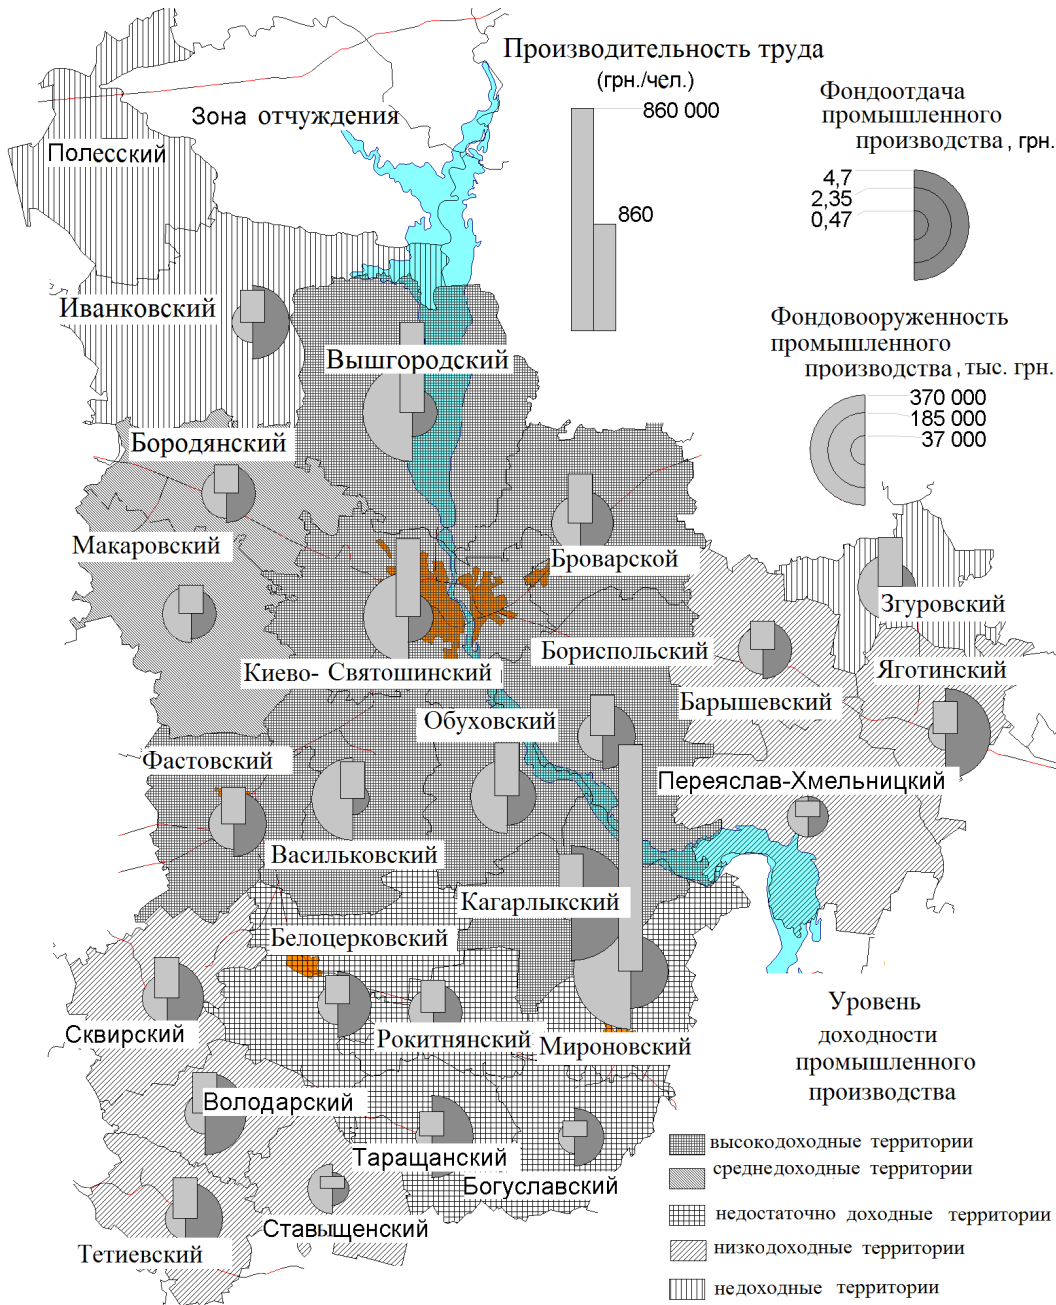 Производительность труда
(грн./чел.)
860 000
860
Фондоотдача
промышленного
производства, грн.
4,7
2,35
0,47
Фондовооруженность
промышленного
производства, тыс. грн.
370 000
185 000
37 000
Зона отчуждения
Полесский
Иванковский
Вышгородский
Бородянский
Макаровский
Броварской
Згуровский
Киево- Святошинский
Бориспольский
Барышевский
Яготинский
Обуховский
Фастовский
Переяслав-Хмельницкий
Васильковский
Кагарлыкский
Белоцерковский
Сквирский
Рокитнянский
Мироновский
Володарский
Таращанский
Богуславский
Ставыщенский
Тетиевский
Уровень
доходности
промышленного
производства
высокодоходные территории
среднедоходные территории
недостаточно доходные территории
низкодоходные территории
недоходные территории